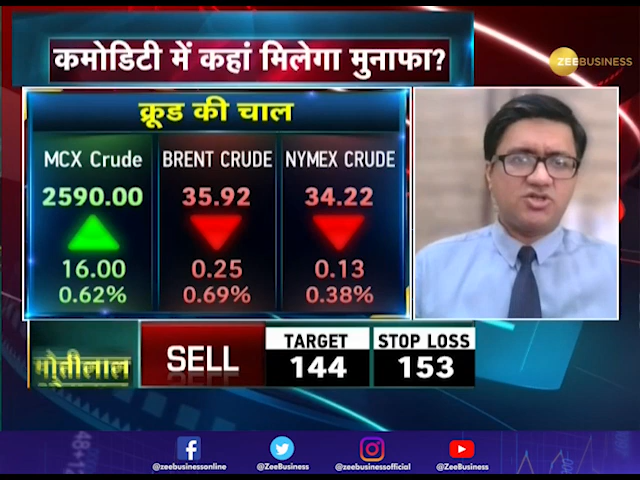 कमोडिटी में कहां मिलेगा मुनाफा?
ZEEBUSINESS
क्रूड की चाल
MCX Crude BRENT CRUDE NYMEX CRUDE
2590.00 35.92 34.22
16.00 0.25 0.13
0.62% 0.69% 0.38%
मोतीलाल SELL TARGET STOP LOSS
144 153
@zeebusinessonline @ZeeBusiness @zeebusinessofficial @ZeeBusiness